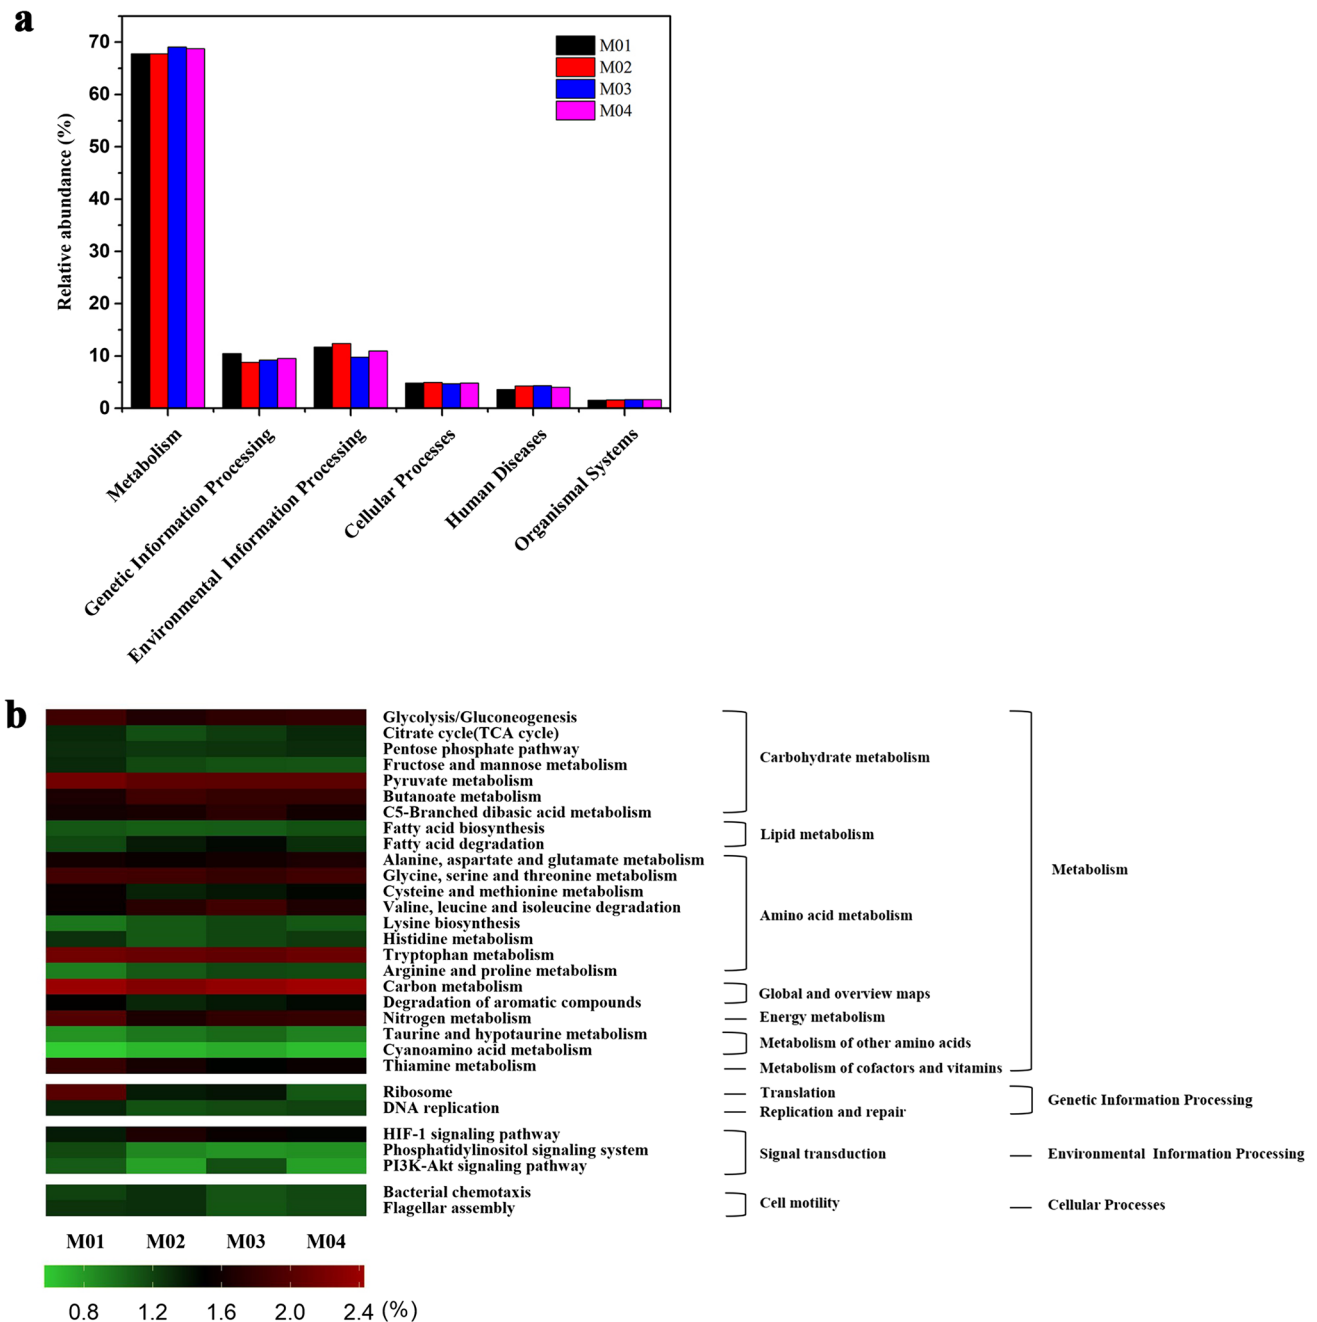 a
Relative abundance (%)
70
60
50
40
30
20
10
0
M01
M02
M03
M04
Metabolism
Genetic Information Processing
Environmental Information Processing
Cellular Processes
Human Diseases
Organismal Systems
b
Glycolysis/Gluconeogenesis
Citrate cycle(TCA cycle)
Pentose phosphate pathway
Fructose and mannose metabolism
Pyruvate metabolism
Butanoate metabolism
C5-Branched dibasic acid metabolism
Fatty acid biosynthesis
Fatty acid degradation
Alanine, aspartate and glutamate metabolism
Glycine, serine and threonine metabolism
Cysteine and methionine metabolism
Valine, leucine and isoleucine degradation
Lysine biosynthesis
Histidine metabolism
Tryptophan metabolism
Arginine and proline metabolism
Carbon metabolism
Degradation of aromatic compounds
Nitrogen metabolism
Taurine and hypotaurine metabolism
Cyanoamino acid metabolism
Thiamine metabolism
Ribosome
DNA replication
HIF-1 signaling pathway
Phosphatidylinositol signaling system
PI3K-Akt signaling pathway
Bacterial chemotaxis
Flagellar assembly
Carbohydrate metabolism
Lipid metabolism
Amino acid metabolism
Global and overview maps
Energy metabolism
Metabolism of other amino acids
Metabolism of cofactors and vitamins
Translation
Replication and repair
Signal transduction
Cell motility
Metabolism
Genetic Information Processing
Environmental Information Processing
Cellular Processes
M01 M02 M03 M04
0.8 1.2 1.6 2.0 2.4 (%)